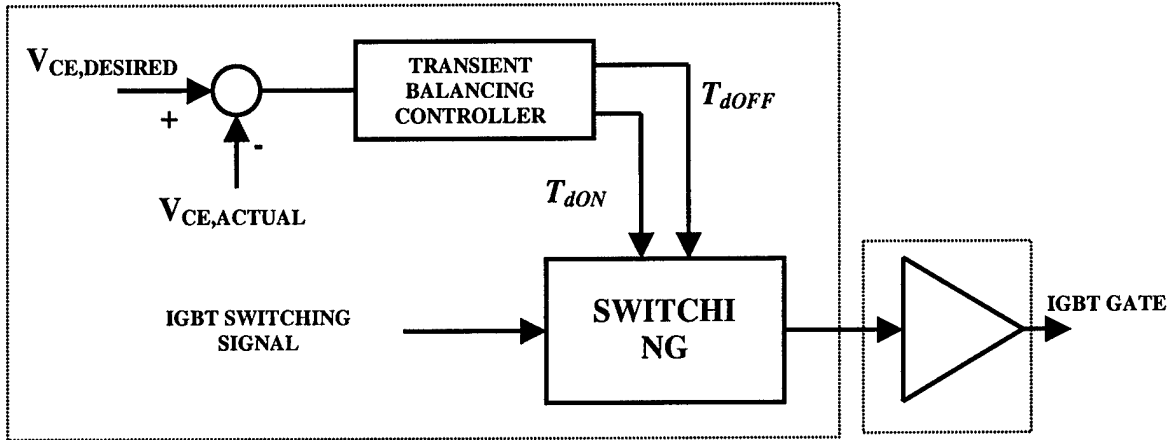 V_CE,DESIRED
+
-
V_CE,ACTUAL
TRANSIENT
BALANCING
CONTROLLER
T_dOFF
T_dON
IGBT SWITCHING
SIGNAL
SWITCHI
NG
IGBT GATE